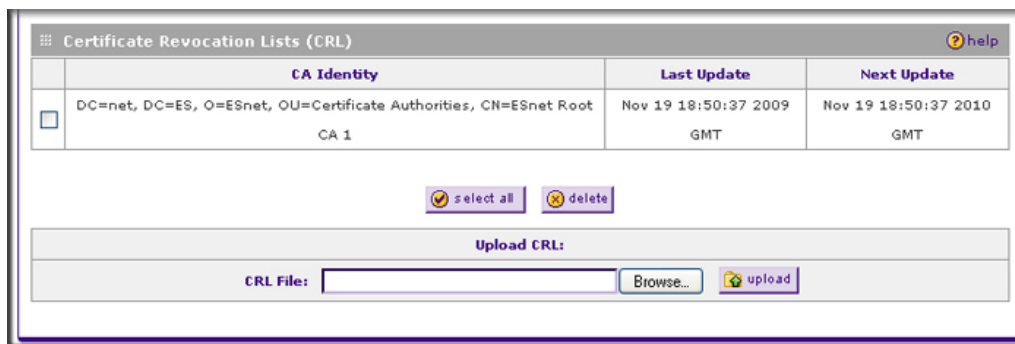 Certificate Revocation Lists (CRL)
help
CA Identity
Last Update
Next Update
DC=net, DC=ES, O=ESnet, OU=Certificate Authorities, CN=ESnet Root
CA 1
Nov 19 18:50:37 2009
GMT
Nov 19 18:50:37 2010
GMT
select all
delete
Upload CRL:
CRL File:
Browse...
upload